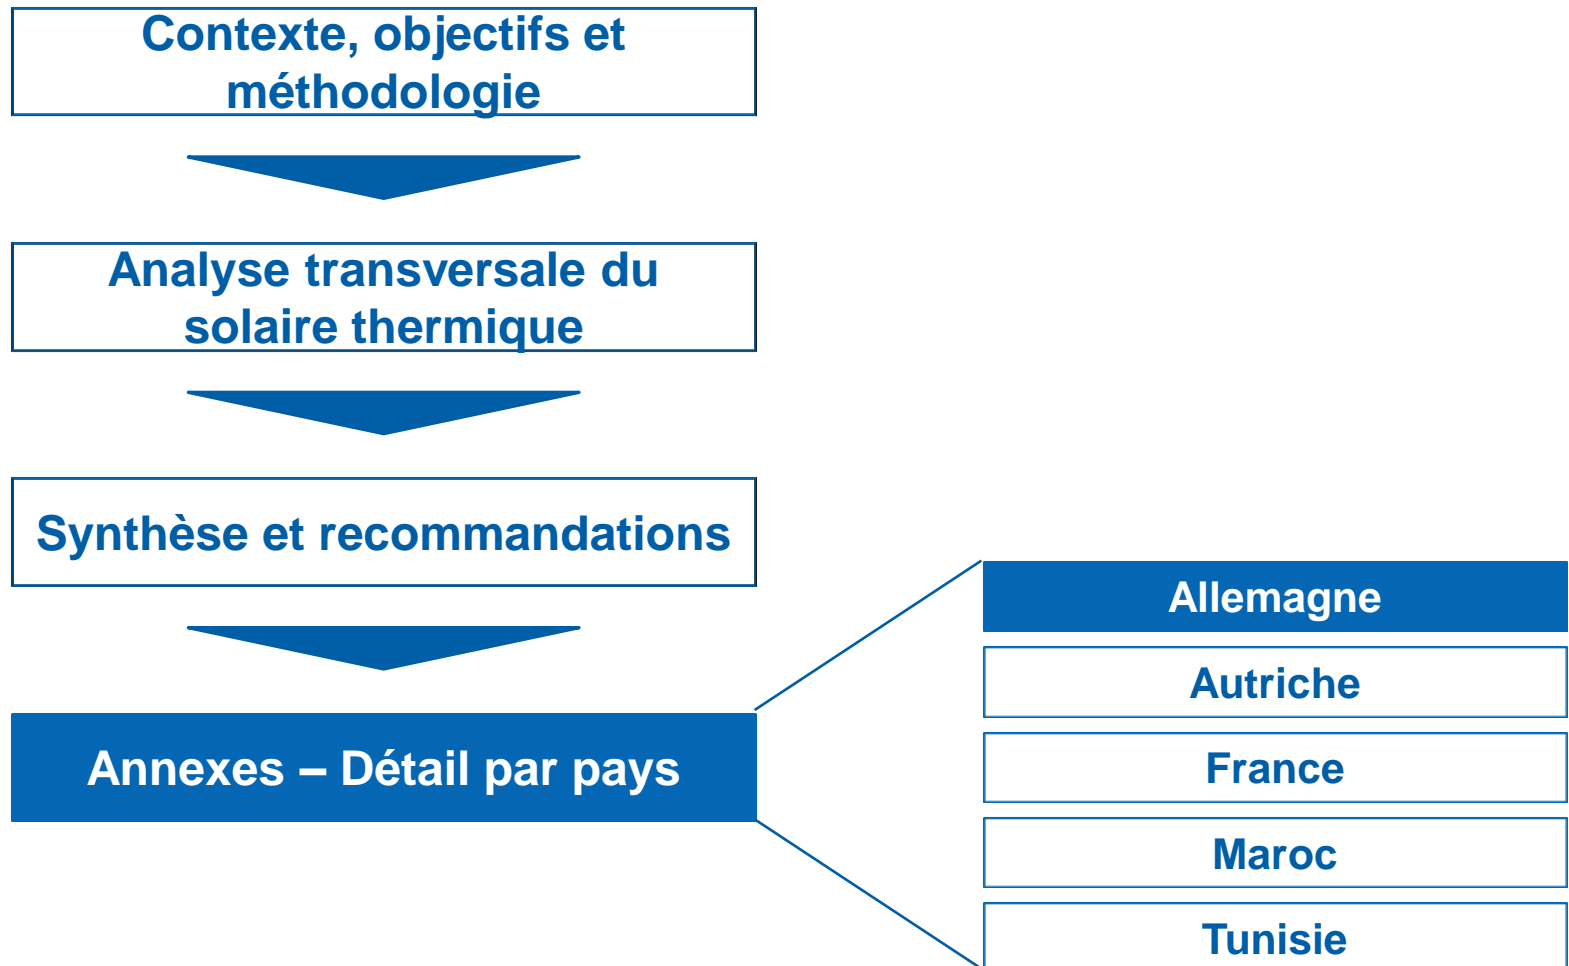 Contexte, objectifs et
méthodologie
Analyse transversale du
solaire thermique
Synthèse et recommandations
Annexes – Détail par pays
Allemagne
Autriche
France
Maroc
Tunisie